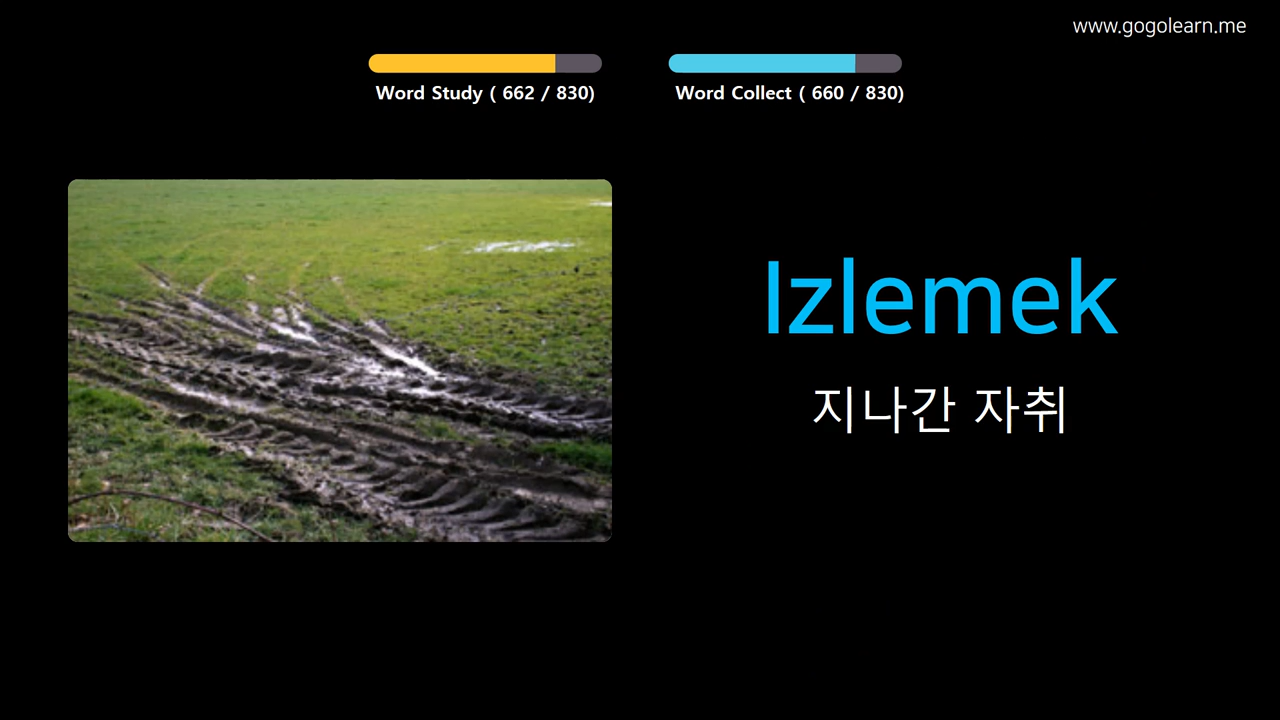 www.gogolearn.me
Word Study ( 662 / 830)
Word Collect ( 660 / 830)
Izlemek
지나간 자취